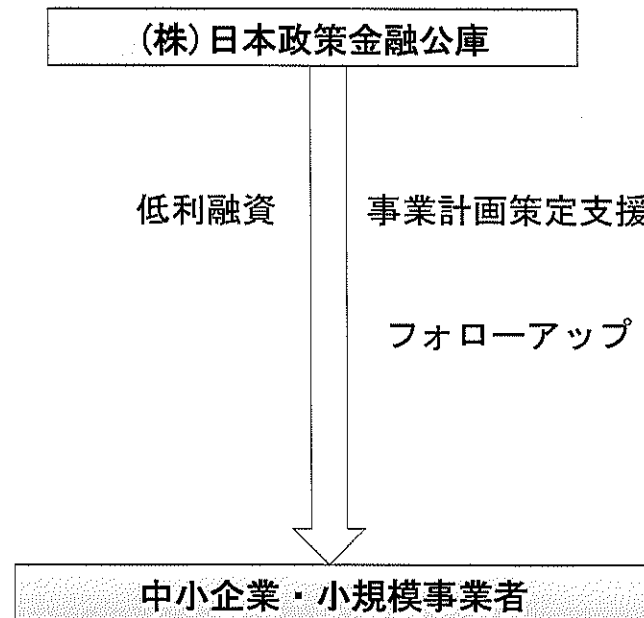 (株)日本政策金融公庫
低利融資
事業計画策定支援
フォローアップ
中小企業・小規模事業者